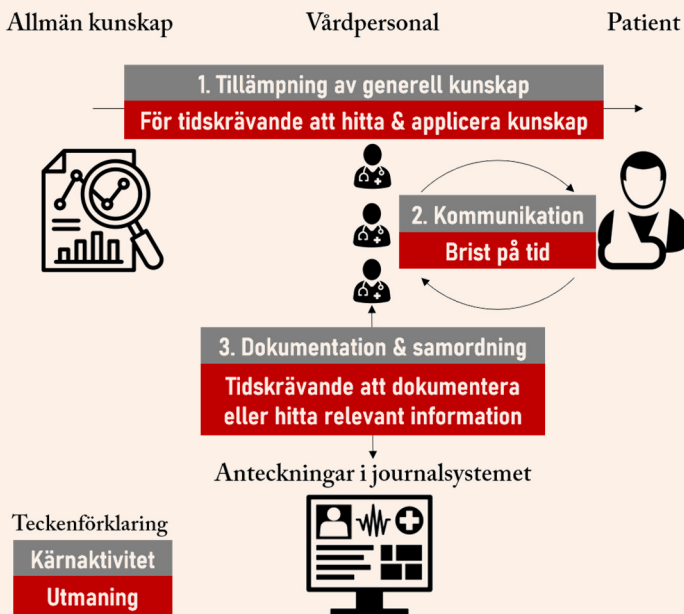 Allmän kunskap
Vårdpersonal
Patient
1. Tillämpning av generell kunskap
För tidskrävande att hitta & applicera kunskap
2. Kommunikation
Brist på tid
3. Dokumentation & samordning
Tidskrävande att dokumentera
eller hitta relevant information
Anteckningar i journalsystemet
Teckenförklaring
Kärnaktivitet
Utmaning